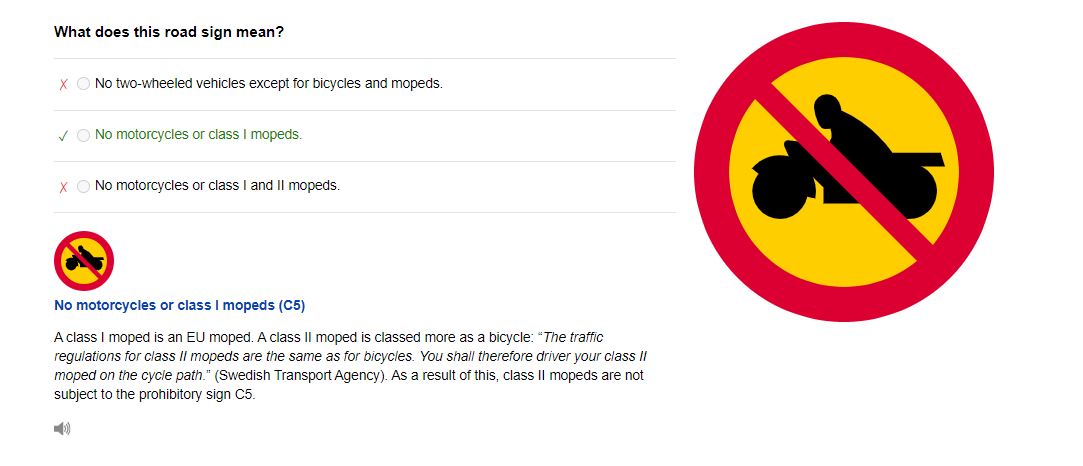 What does this road sign mean?
No two-wheeled vehicles except for bicycles and mopeds.
No motorcycles or class I mopeds.
No motorcycles or class I and II mopeds.
No motorcycles or class I mopeds (C5)
A class I moped is an EU moped. A class II moped is classed more as a bicycle: “The traffic
regulations for class II mopeds are the same as for bicycles. You shall therefore driver your class II
moped on the cycle path.” (Swedish Transport Agency). As a result of this, class II mopeds are not
subject to the prohibitory sign C5.